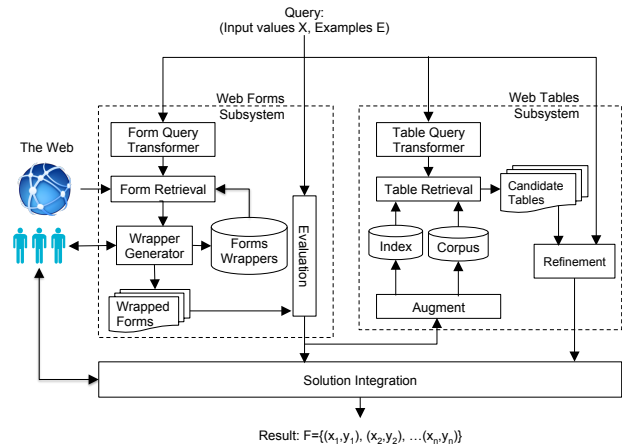 Query:
(Input values X, Examples E)
Web Forms
Subsystem
Web Tables
Subsystem
The Web
Form Query
Transformer
Form Retrieval
Wrapper
Generator
Forms
Wrappers
Wrapped
Forms
Evaluation
Table Query
Transformer
Table Retrieval
Candidate
Tables
Index
Corpus
Refinement
Augment
Solution Integration
Result: F={(x₁,y₁), (x₂,y₂), …(xₙ,yₙ)}